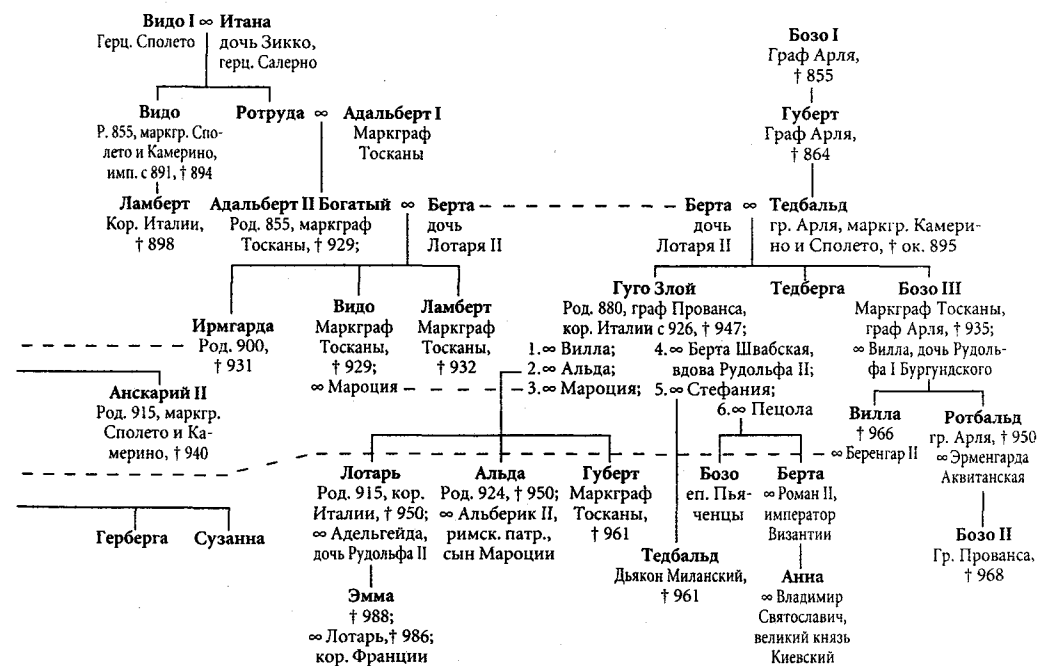 Видо I ∞ Итана
Герц. Сполето
дочь Зикко,
герц. Салерно
Бозо I
Граф Арля,
† 855
Видо
Р. 855, маркгр. Спо-
лето и Камерино,
имп. с 891, † 894
Ротруда ∞ Адальберт I
Маркграф
Тосканы
Губерт
Граф Арля,
† 864
Ламберт
Кор. Италии,
† 898
Адальберт II Богатый ∞
Род. 855, маркграф
Тосканы, † 929;
Берта
дочь
Лотаря II
Берта ∞
дочь
Лотаря II
Тедбальд
гр. Арля, маркгр. Камери-
но и Сполето, † ок. 895
Ирмгарда
Род. 900,
† 931
Видо
Маркграф
Тосканы,
† 929;
∞ Мароция
Ламберт
Маркграф
Тосканы,
† 932
Гуго Злой
Род. 880, граф Прованса,
кор. Италии с 926, † 947;
1.∞ Вилла;
2.∞ Альда;
3.∞ Мароция;
4.∞ Берта Швабская,
вдова Рудольфа II;
5.∞ Стефания;
6.∞ Пецола
Тедберга
Бозо III
Маркграф Тосканы,
граф Арля, † 935;
∞ Вилла, дочь Рудоль-
фа I Бургундского
Анскарий II
Род. 915, маркгр.
Сполето и Ка-
мерино, † 940
Вилла
† 966
∞ Беренгар II
Ротбальд
гр. Арля, † 950
∞ Эрменгарда
Аквитанская
Лотарь
Род. 915, кор.
Италии, † 950;
∞ Адельгейда,
дочь Рудольфа II
Альда
Род. 924, † 950;
∞ Альберик II,
римск. патр.,
сын Мароции
Губерт
Маркграф
Тосканы,
† 961
Бозо
еп. Пья-
ченцы
Берта
∞ Роман II,
император
Византии
Герберга
Сузанна
Тедбальд
Дьякон Миланский,
† 961
Бозо II
Гр. Прованса,
† 968
Эмма
† 988;
∞ Лотарь,† 986;
кор. Франции
Анна
∞ Владимир
Святославич,
великий князь
Киевский